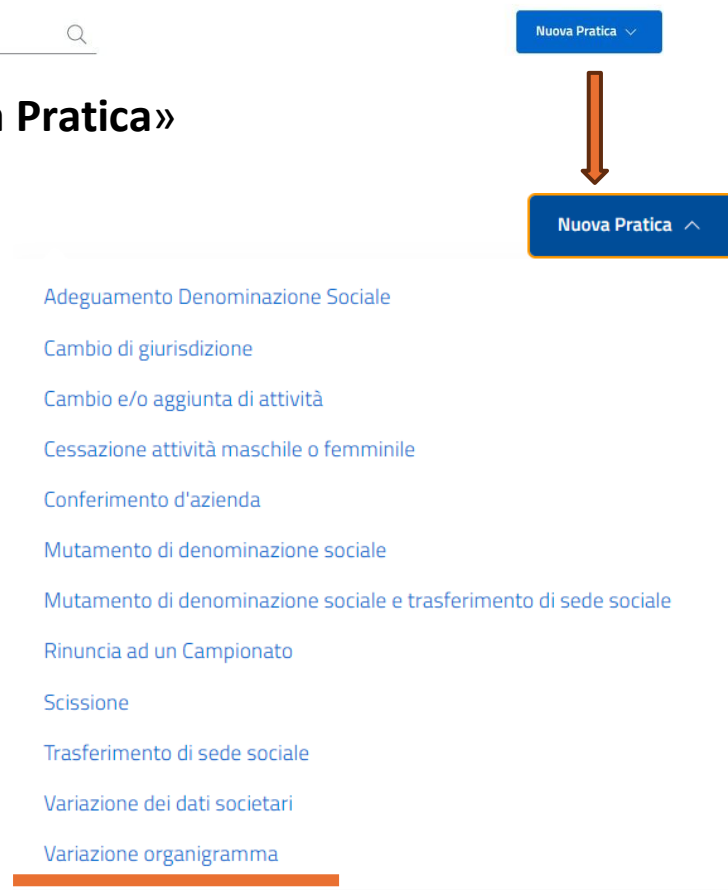 Nuova Pratica
Pratica»
Nuova Pratica
Adeguamento Denominazione Sociale
Cambio di giurisdizione
Cambio e/o aggiunta di attività
Cessazione attività maschile o femminile
Conferimento d'azienda
Mutamento di denominazione sociale
Mutamento di denominazione sociale e trasferimento di sede sociale
Rinuncia ad un Campionato
Scissione
Trasferimento di sede sociale
Variazione dei dati societari
Variazione organigramma